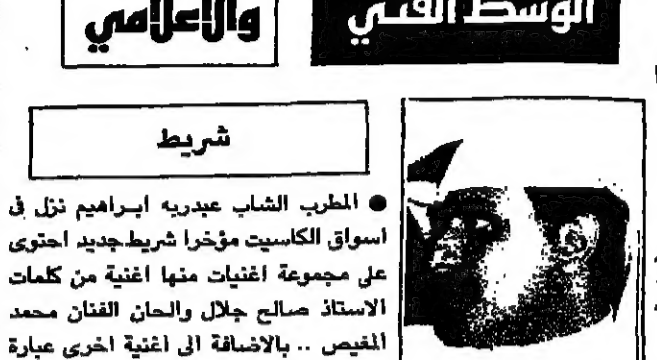 الوسط الفني
والاعلامي
شريط
● المطرب الشاب عبدربه ابراهيم نزل في
اسواق الكاسيت مؤخرا شريط جديد احتوى
على مجموعة اغنيات منها اغنية من كلمات
الاستاذ صالح جلال والحان الفنان محمد
المغيص .. بالاضافة الى اغنية اخرى عبارة